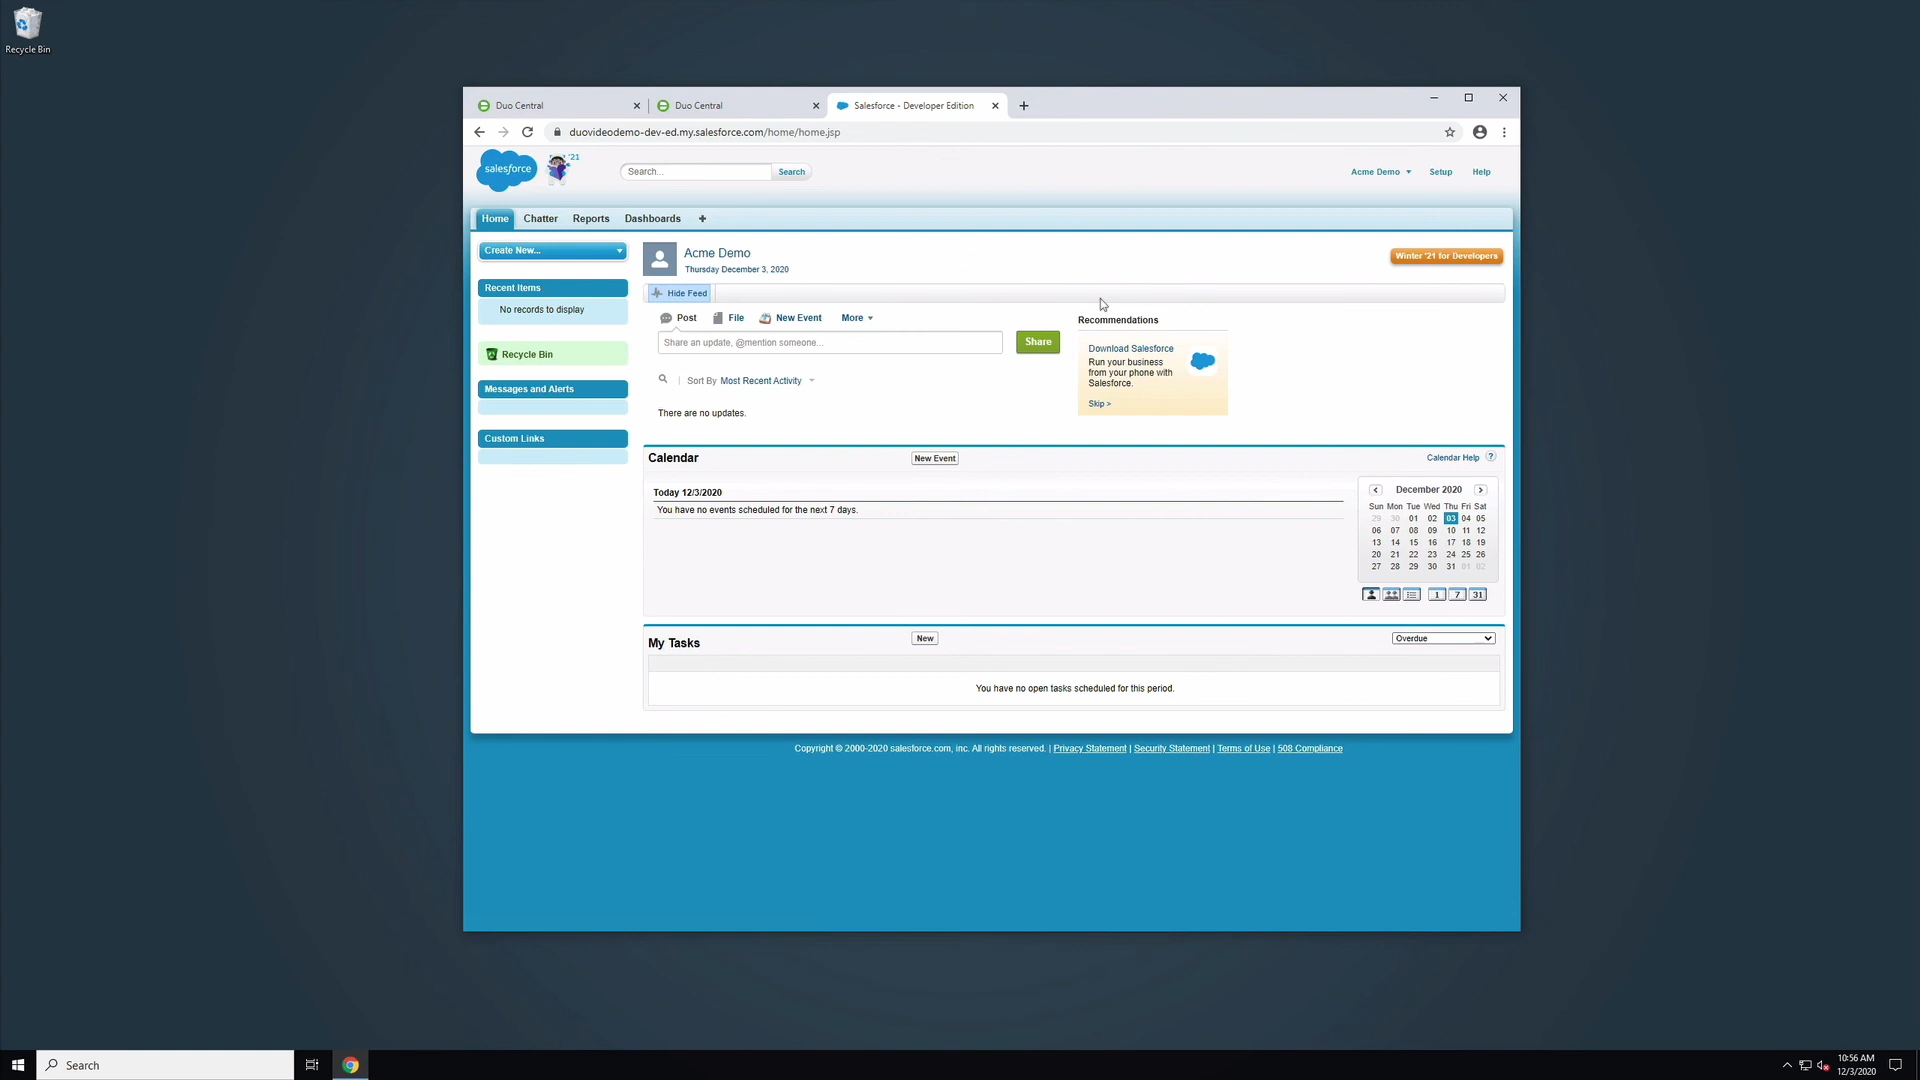 Recycle Bin
Duo Central
Duo Central
Salesforce - Developer Edition
duovideodemo-dev-ed.my.salesforce.com/home/home.jsp
salesforce
'21
Search...
Search
Acme Demo
Setup
Help
Home
Chatter
Reports
Dashboards
Create New...
Recent Items
No records to display
Recycle Bin
Messages and Alerts
Custom Links
Acme Demo
Thursday December 3, 2020
Winter '21 for Developers
Hide Feed
Post
File
New Event
More
Share an update, @mention someone...
Share
Sort By Most Recent Activity
There are no updates.
Recommendations
Download Salesforce
Run your business
from your phone with
Salesforce.
Skip >
Calendar
New Event
Calendar Help ?
Today 12/3/2020
You have no events scheduled for the next 7 days.
December 2020
Sun Mon Tue Wed Thu Fri Sat
29 30 01 02 03 04 05
06 07 08 09 10 11 12
13 14 15 16 17 18 19
20 21 22 23 24 25 26
27 28 29 30 31 01 02
1 7 31
My Tasks
New
Overdue
You have no open tasks scheduled for this period.
Copyright © 2000-2020 salesforce.com, inc. All rights reserved. | Privacy Statement | Security Statement | Terms of Use | 508 Compliance
Search
10:56 AM
12/3/2020